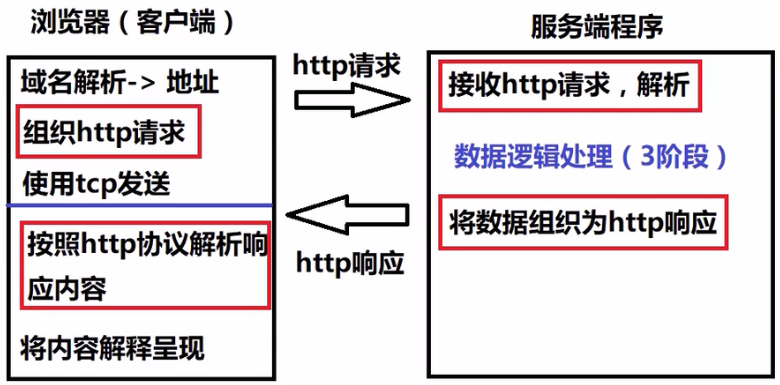 浏览器（客户端）
域名解析-> 地址
组织http请求
使用tcp发送
按照http协议解析响
应内容
将内容解释呈现
http请求
http响应
服务端程序
接收http请求，解析
数据逻辑处理（3阶段）
将数据组织为http响应